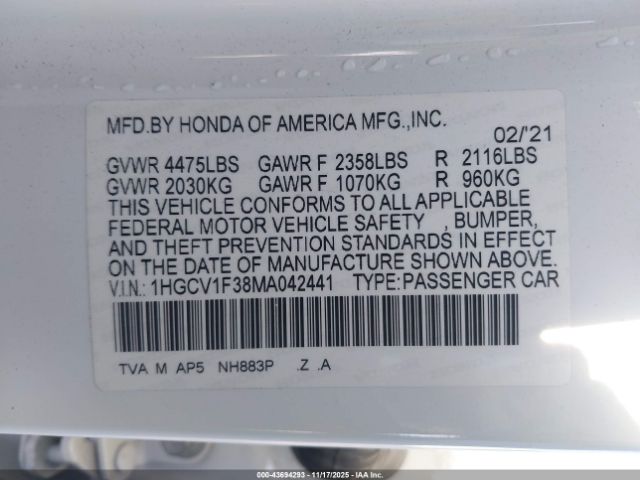 MFD.BY HONDA OF AMERICA MFG.,INC.
02/'21
GVWR 4475LBS GAWR F 2358LBS R 2116LBS
GVWR 2030KG GAWR F 1070KG R 960KG
THIS VEHICLE CONFORMS TO ALL APPLICABLE
FEDERAL MOTOR VEHICLE SAFETY , BUMPER,
AND THEFT PREVENTION STANDARDS IN EFFECT
ON THE DATE OF MANUFACTURE SHOWN ABOVE.
V.I.N.: 1HGCV1F38MA042441 TYPE:PASSENGER CAR
TVA M AP5 NH883P .Z .A
000-43694293 - 11/17/2025 - IAA Inc.